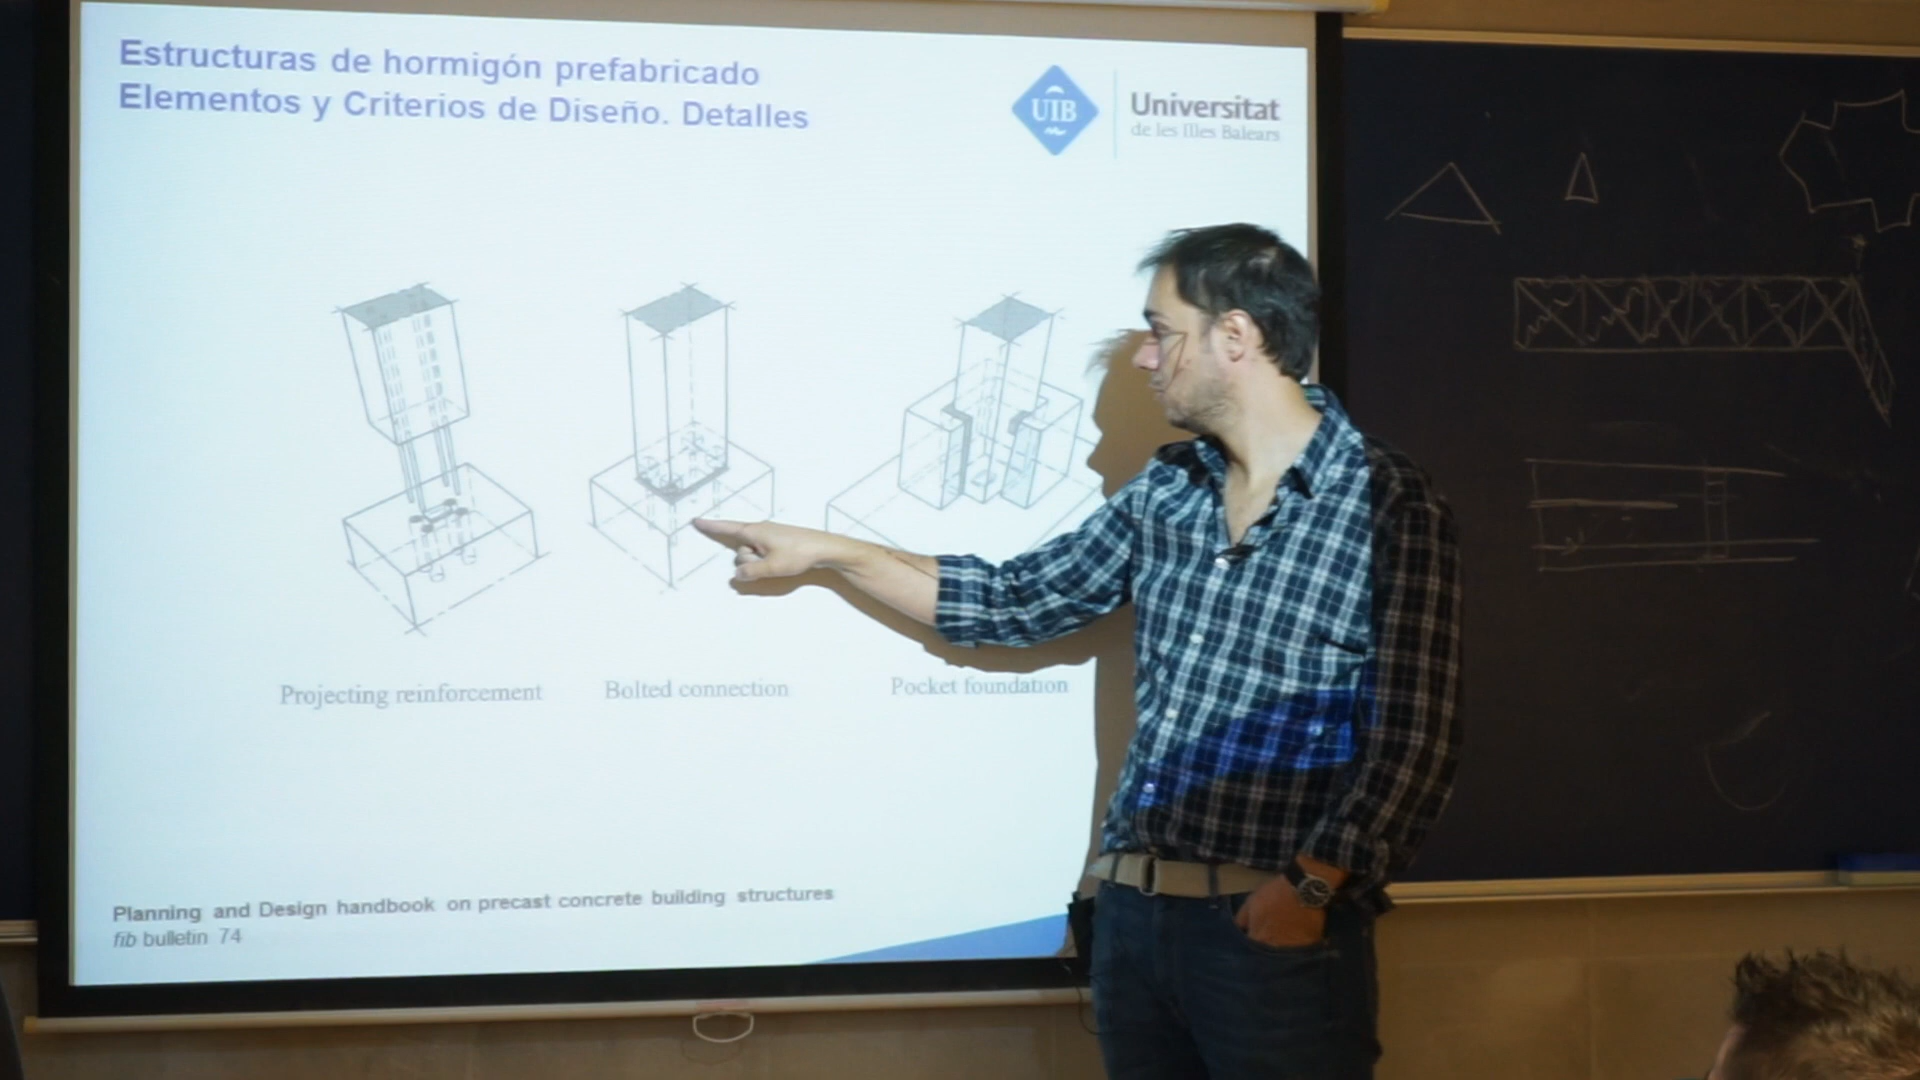 Estructuras de hormigón prefabricado
Elementos y Criterios de Diseño. Detalles
UIB
Universitat
de les Illes Balears
Projecting reinforcement
Bolted connection
Pocket foundation
Planning and Design handbook on precast concrete building structures
fib bulletin 74